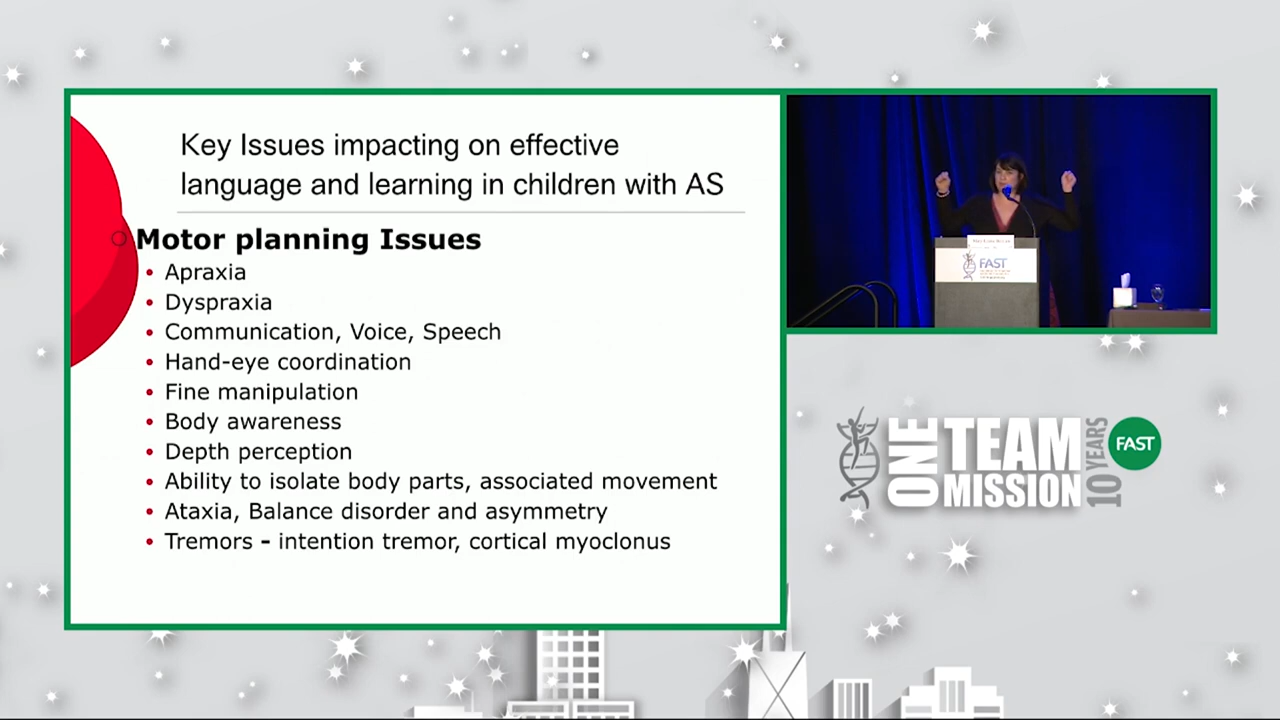 Key Issues impacting on effective
language and learning in children with AS
Motor planning Issues
Apraxia
Dyspraxia
Communication, Voice, Speech
Hand-eye coordination
Fine manipulation
Body awareness
Depth perception
Ability to isolate body parts, associated movement
Ataxia, Balance disorder and asymmetry
Tremors - intention tremor, cortical myoclonus
FAST
ONE
TEAM
MISSION
10 YEARS
FAST